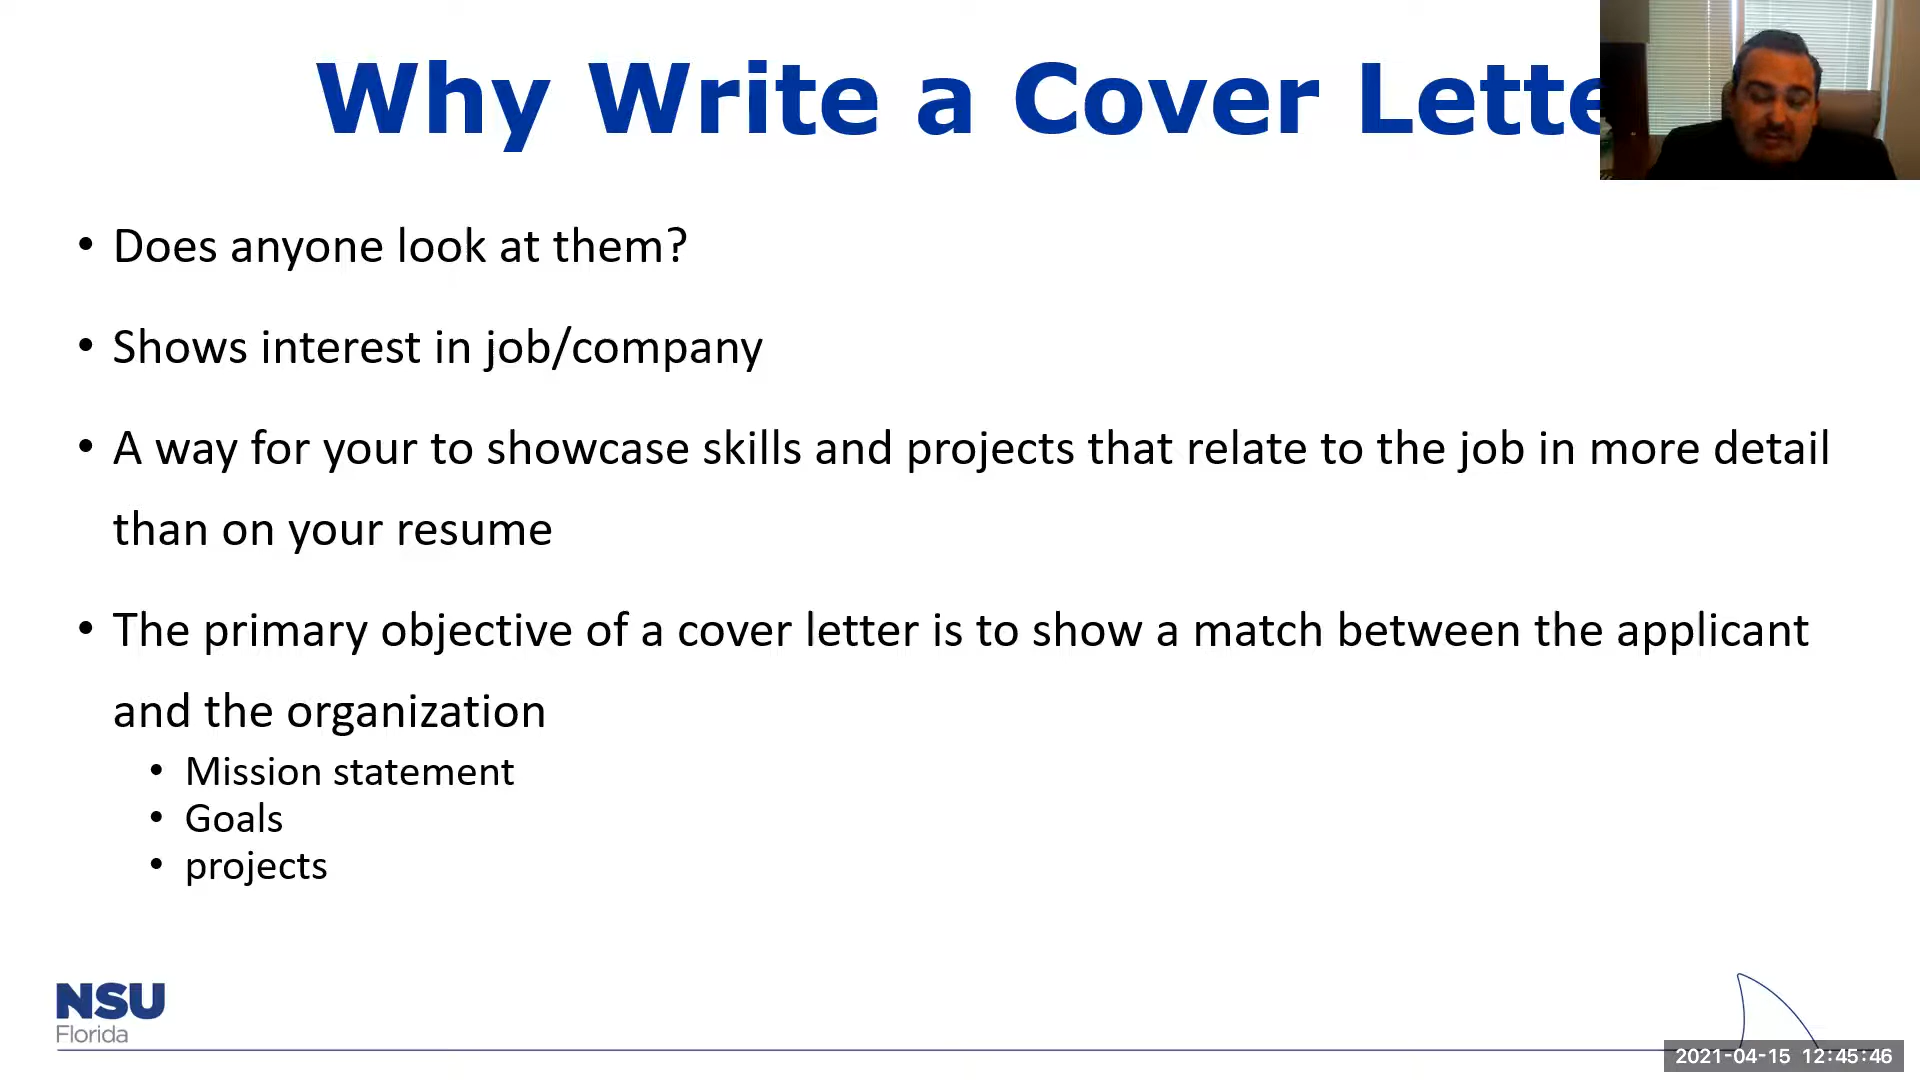 Why Write a Cover Lette
• Does anyone look at them?
• Shows interest in job/company
• A way for your to showcase skills and projects that relate to the job in more detail
than on your resume
• The primary objective of a cover letter is to show a match between the applicant
and the organization
• Mission statement
• Goals
• projects
NSU
Florida
2021-04-15 12:45:46